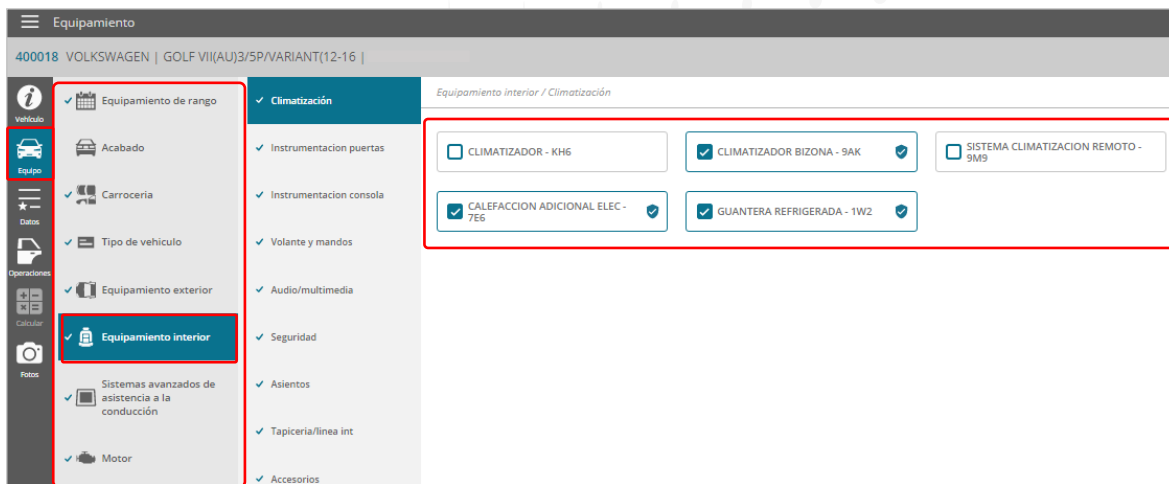 Equipamiento
400018 VOLKSWAGEN | GOLF VII(AU)3/5P/VARIANT(12-16 |
Vehículo
Equipo
Datos
Operaciones
Calcular
Fotos
Equipamiento de rango
Acabado
Carroceria
Tipo de vehiculo
Equipamiento exterior
Equipamiento interior
Sistemas avanzados de
asistencia a la
conducción
Motor
Climatización
Instrumentacion puertas
Instrumentacion consola
Volante y mandos
Audio/multimedia
Seguridad
Asientos
Tapiceria/linea int
Accesorios
Equipamiento interior / Climatización
CLIMATIZADOR - KH6
CLIMATIZADOR BIZONA - 9AK
SISTEMA CLIMATIZACION REMOTO -
9M9
CALEFACCION ADICIONAL ELEC -
7E6
GUANTERA REFRIGERADA - 1W2